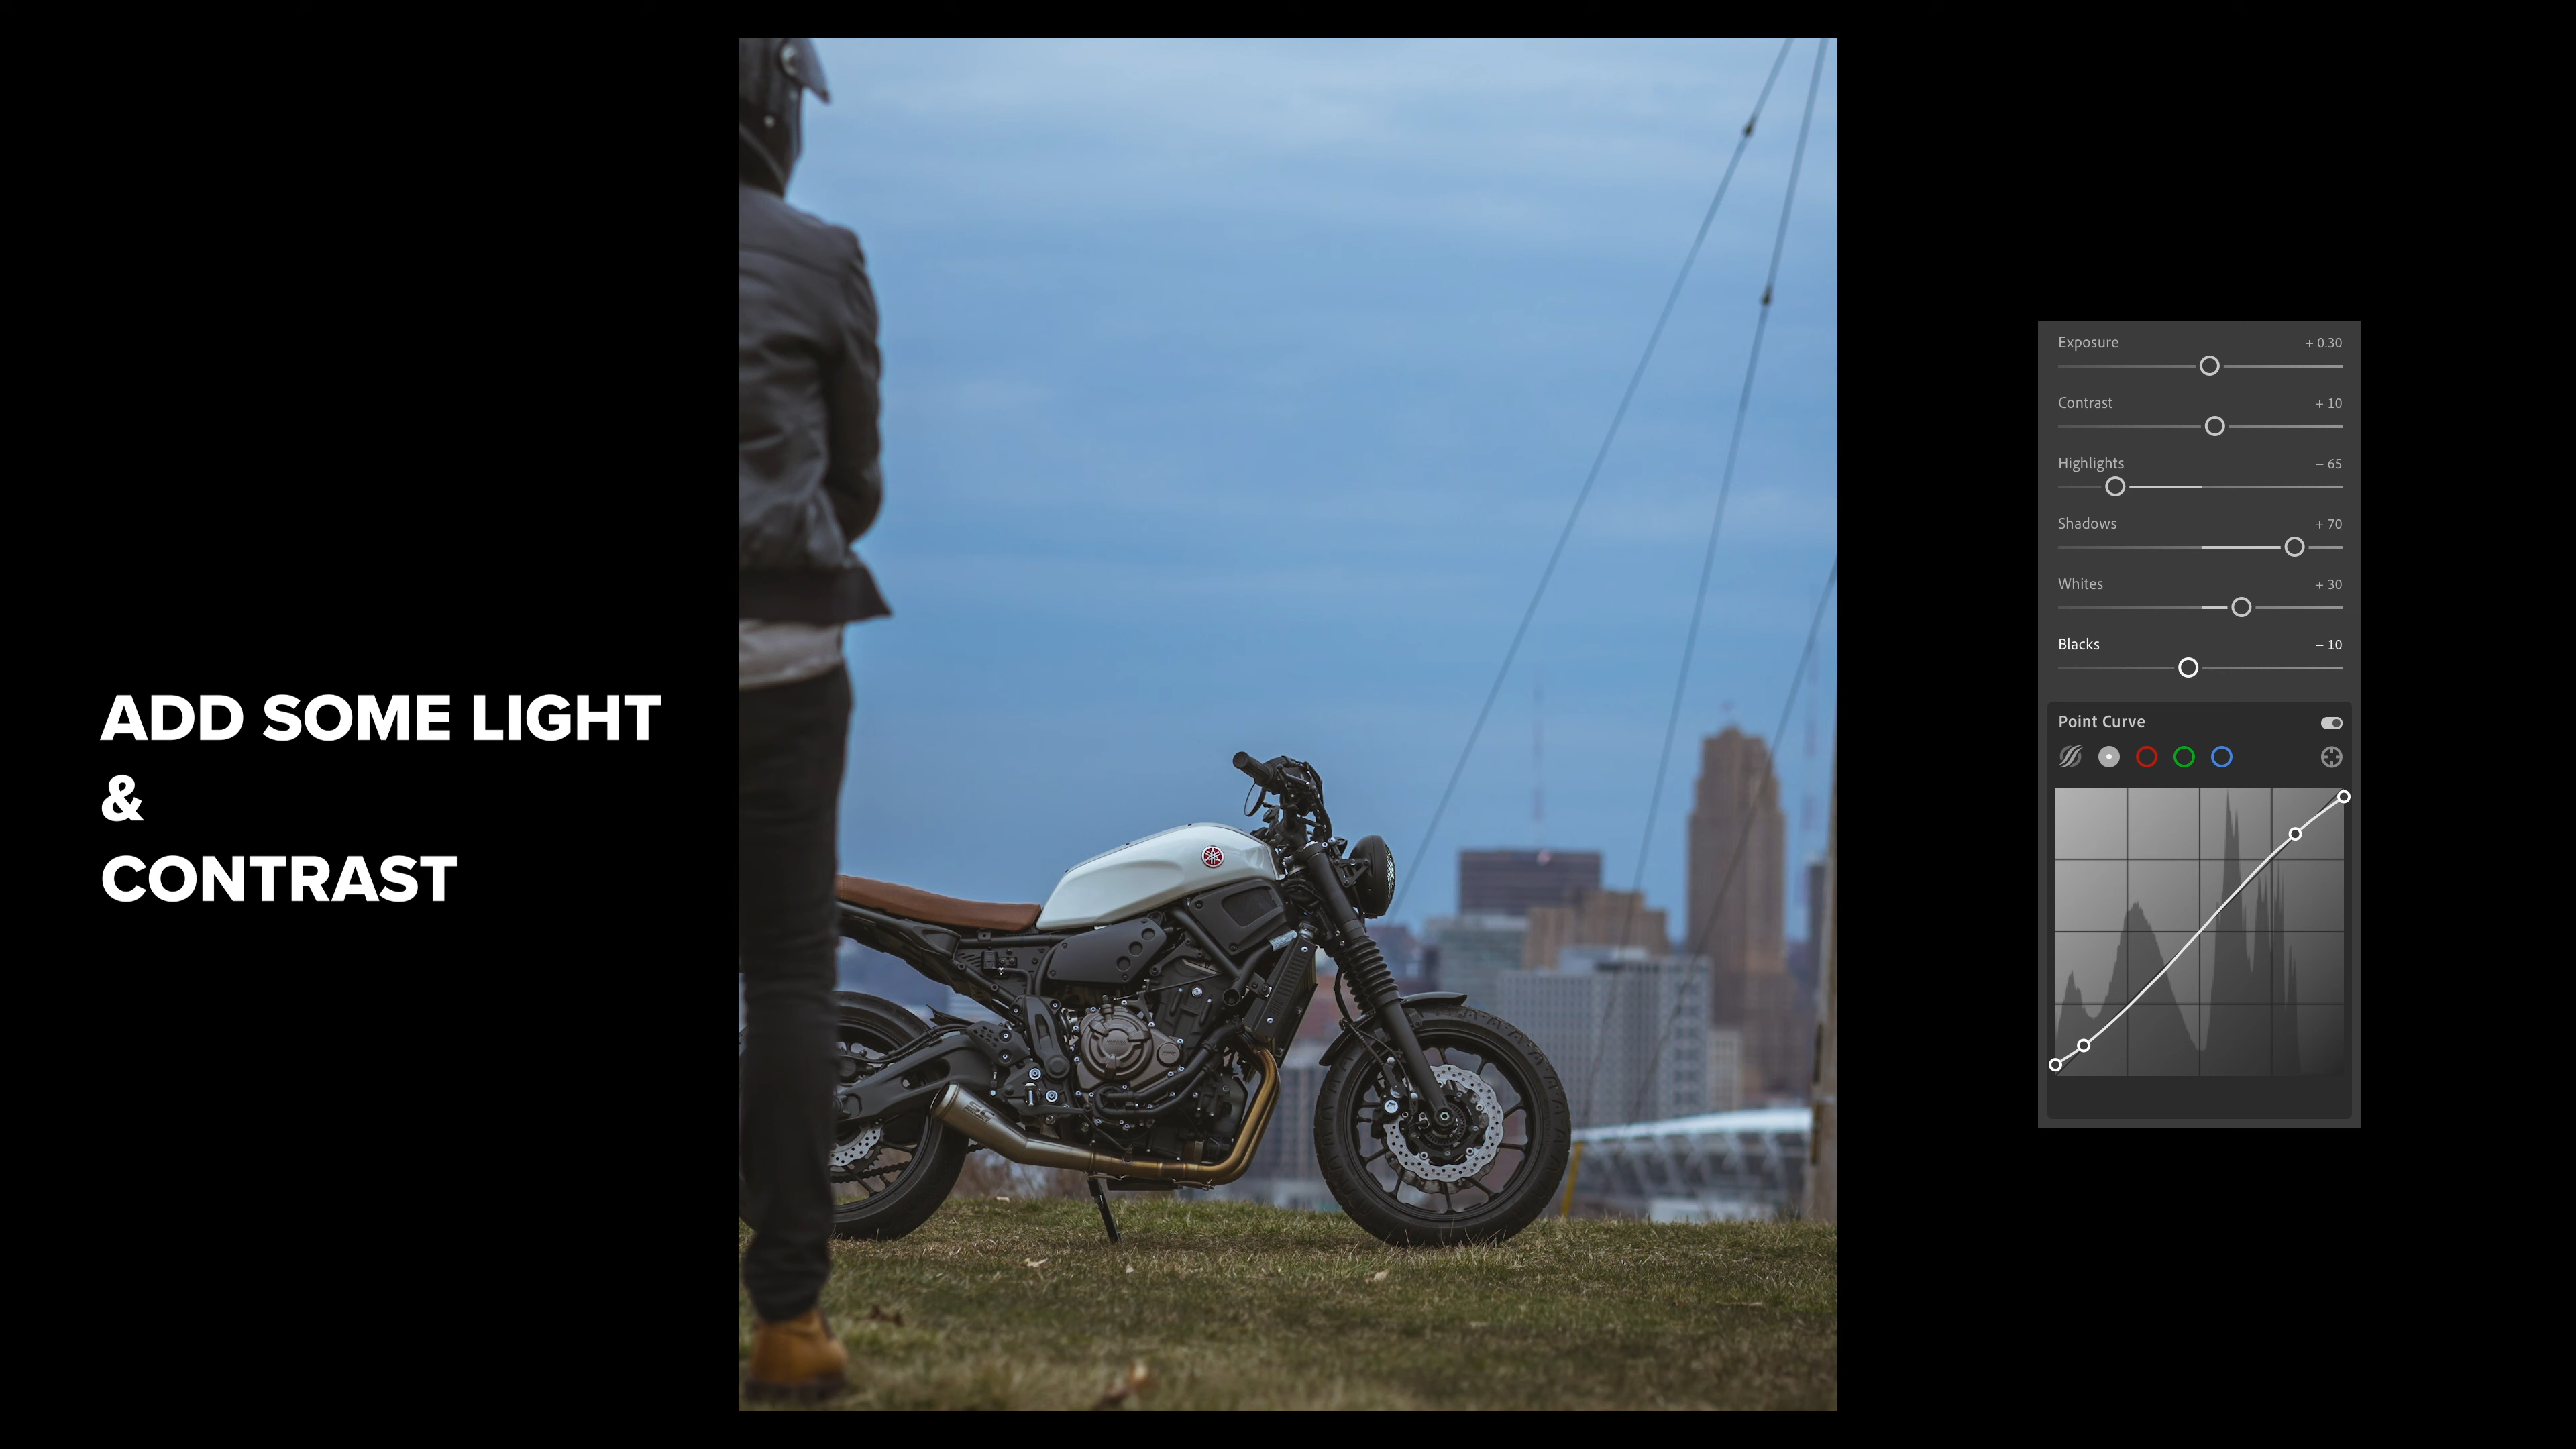 ADD SOME LIGHT
&
CONTRAST
Exposure + 0.30
Contrast + 10
Highlights – 65
Shadows + 70
Whites + 30
Blacks – 10
Point Curve